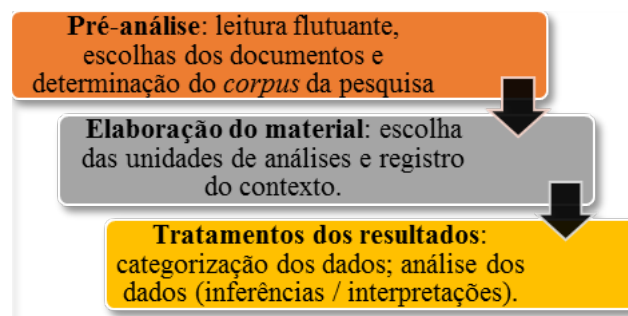 Pré-análise: leitura flutuante,
escolhas dos documentos e
determinação do corpus da pesquisa
Elaboração do material: escolha
das unidades de análises e registro
do contexto.
Tratamentos dos resultados:
categorização dos dados; análise dos
dados (inferências / interpretações).